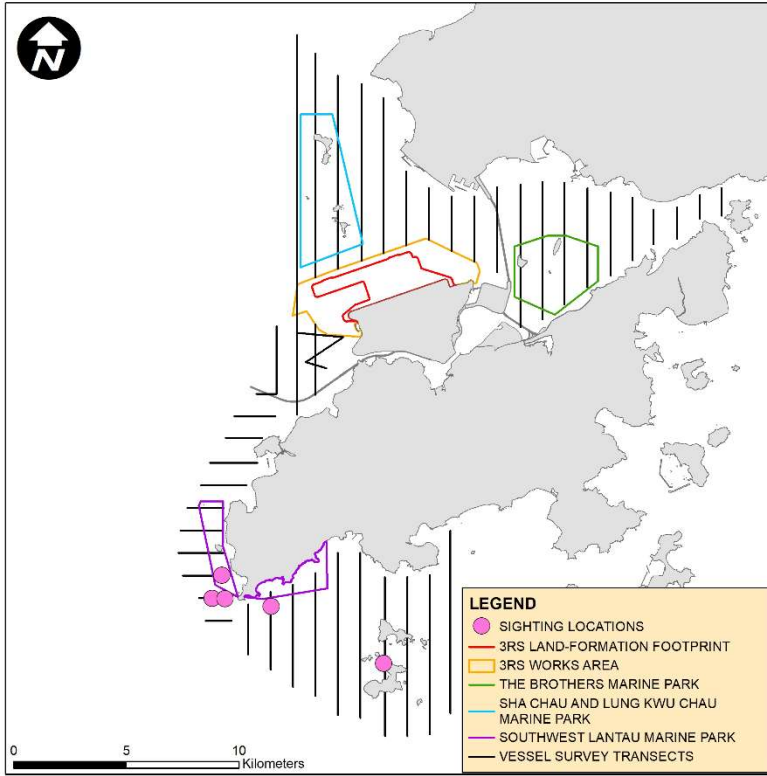 N
LEGEND
SIGHTING LOCATIONS
3RS LAND-FORMATION FOOTPRINT
3RS WORKS AREA
THE BROTHERS MARINE PARK
SHA CHAU AND LUNG KWU CHAU
MARINE PARK
SOUTHWEST LANTAU MARINE PARK
VESSEL SURVEY TRANSECTS
0 5 10
Kilometers